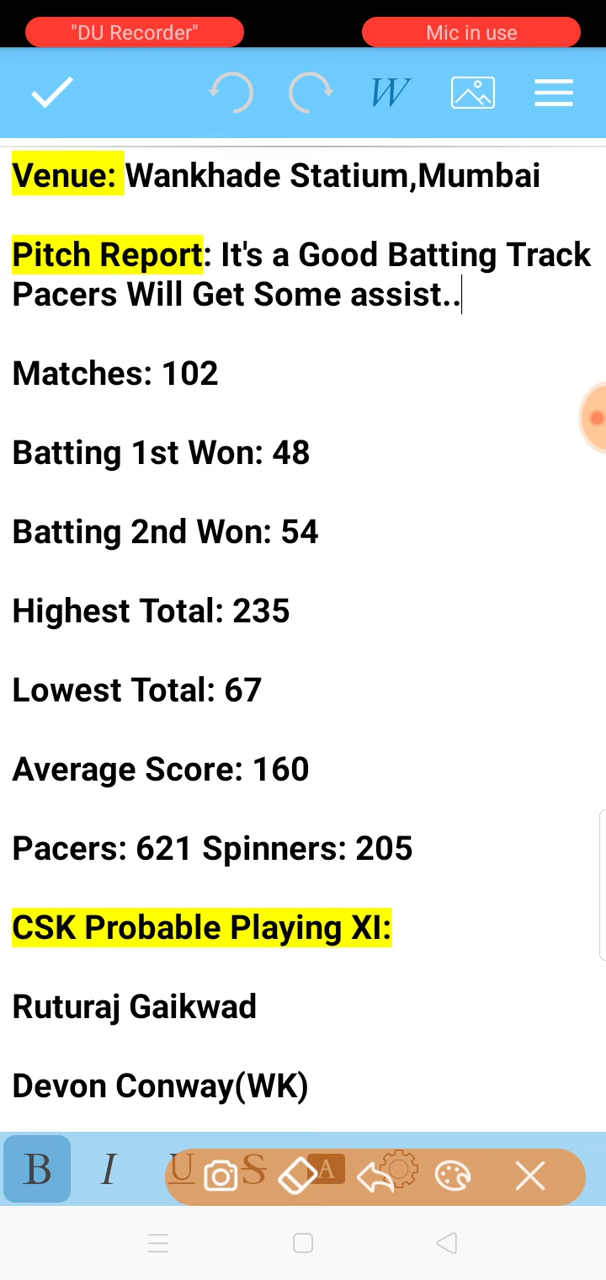 "DU Recorder" Mic in use
W
Venue: Wankhade Statium,Mumbai
Pitch Report: It's a Good Batting Track
Pacers Will Get Some assist..
Matches: 102
Batting 1st Won: 48
Batting 2nd Won: 54
Highest Total: 235
Lowest Total: 67
Average Score: 160
Pacers: 621 Spinners: 205
CSK Probable Playing XI:
Ruturaj Gaikwad
Devon Conway(WK)
B I U S A